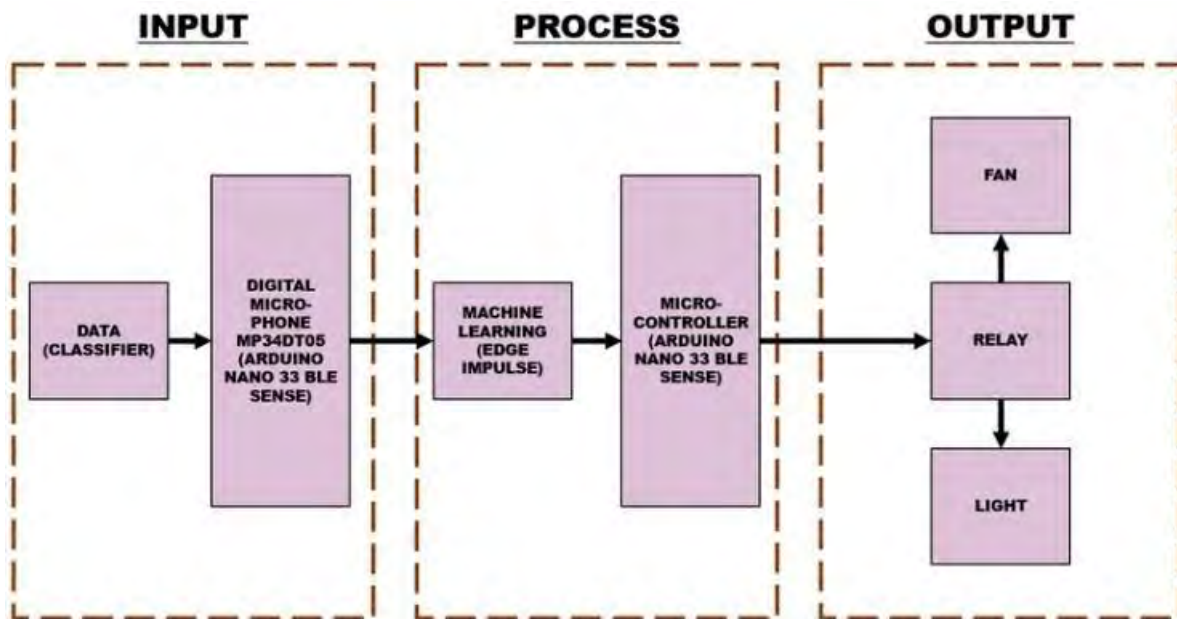 INPUT
PROCESS
OUTPUT
DATA
(CLASSIFIER)
DIGITAL
MICRO-
PHONE
MP34DT05
(ARDUINO
NANO 33 BLE
SENSE)
MACHINE
LEARNING
(EDGE
IMPULSE)
MICRO-
CONTROLLER
(ARDUINO
NANO 33 BLE
SENSE)
FAN
RELAY
LIGHT